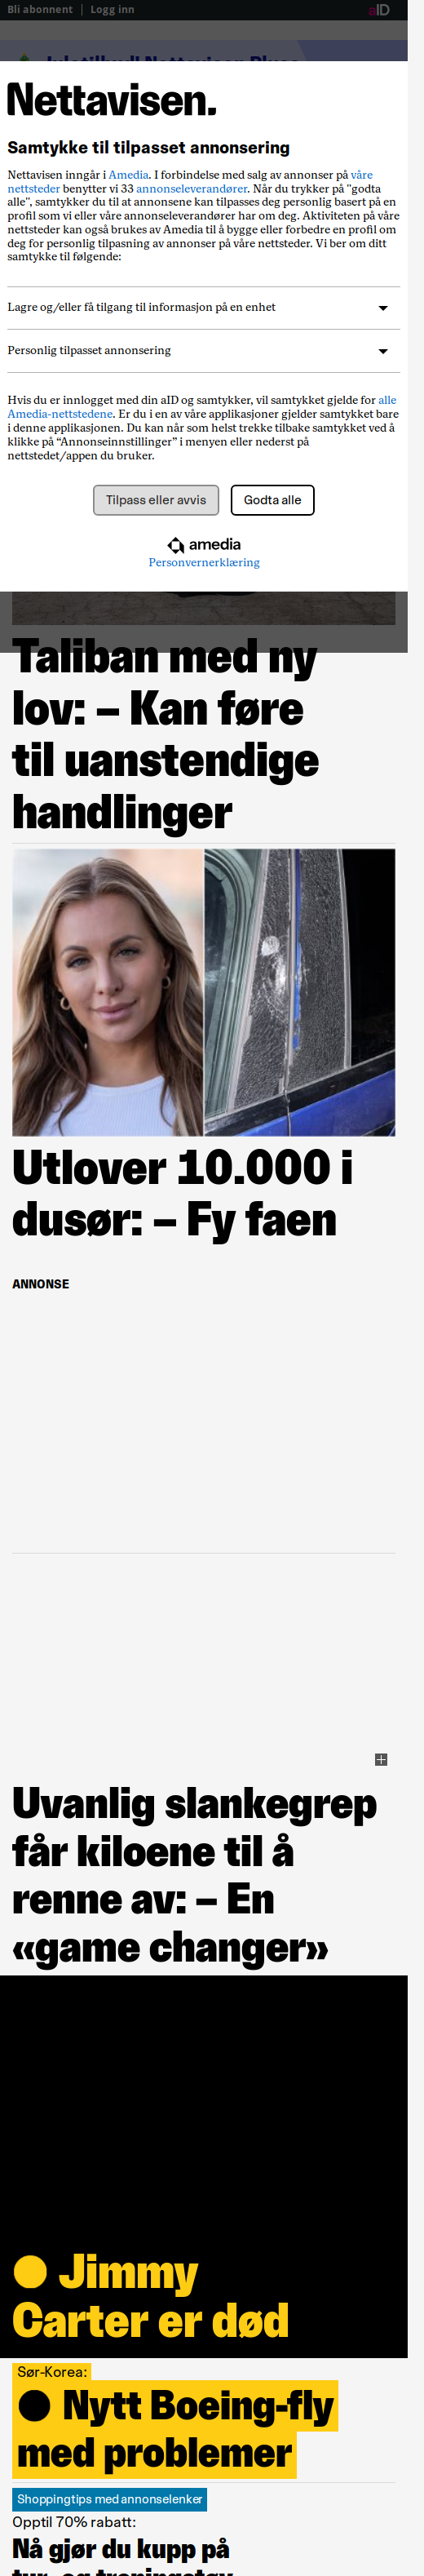 Bli abonnent | Logg inn
aID
Nettavisen.
Samtykke til tilpasset annonsering
Nettavisen inngår i Amedia. I forbindelse med salg av annonser på våre
nettsteder benytter vi 33 annonseleverandører. Når du trykker på "godta
alle", samtykker du til at annonsene kan tilpasses deg personlig basert på en
profil som vi eller våre annonseleverandører har om deg. Aktiviteten på våre
nettsteder kan også brukes av Amedia til å bygge eller forbedre en profil om
deg for personlig tilpasning av annonser på våre nettsteder. Vi ber om ditt
samtykke til følgende:
Lagre og/eller få tilgang til informasjon på en enhet
Personlig tilpasset annonsering
Hvis du er innlogget med din aID og samtykker, vil samtykket gjelde for alle
Amedia-nettstedene. Er du i en av våre applikasjoner gjelder samtykket bare
i denne applikasjonen. Du kan når som helst trekke tilbake samtykket ved å
klikke på “Annonseinnstillinger” i menyen eller nederst på
nettstedet/appen du bruker.
Tilpass eller avvis
Godta alle
amedia
Personvernerklæring
Taliban med ny
lov: – Kan føre
til uanstendige
handlinger
Utlover 10.000 i
dusør: – Fy faen
ANNONSE
Uvanlig slankegrep
får kiloene til å
renne av: – En
«game changer»
Jimmy
Carter er død
Sør-Korea:
Nytt Boeing-fly
med problemer
Shoppingtips med annonselenker
Opptil 70% rabatt:
Nå gjør du kupp på